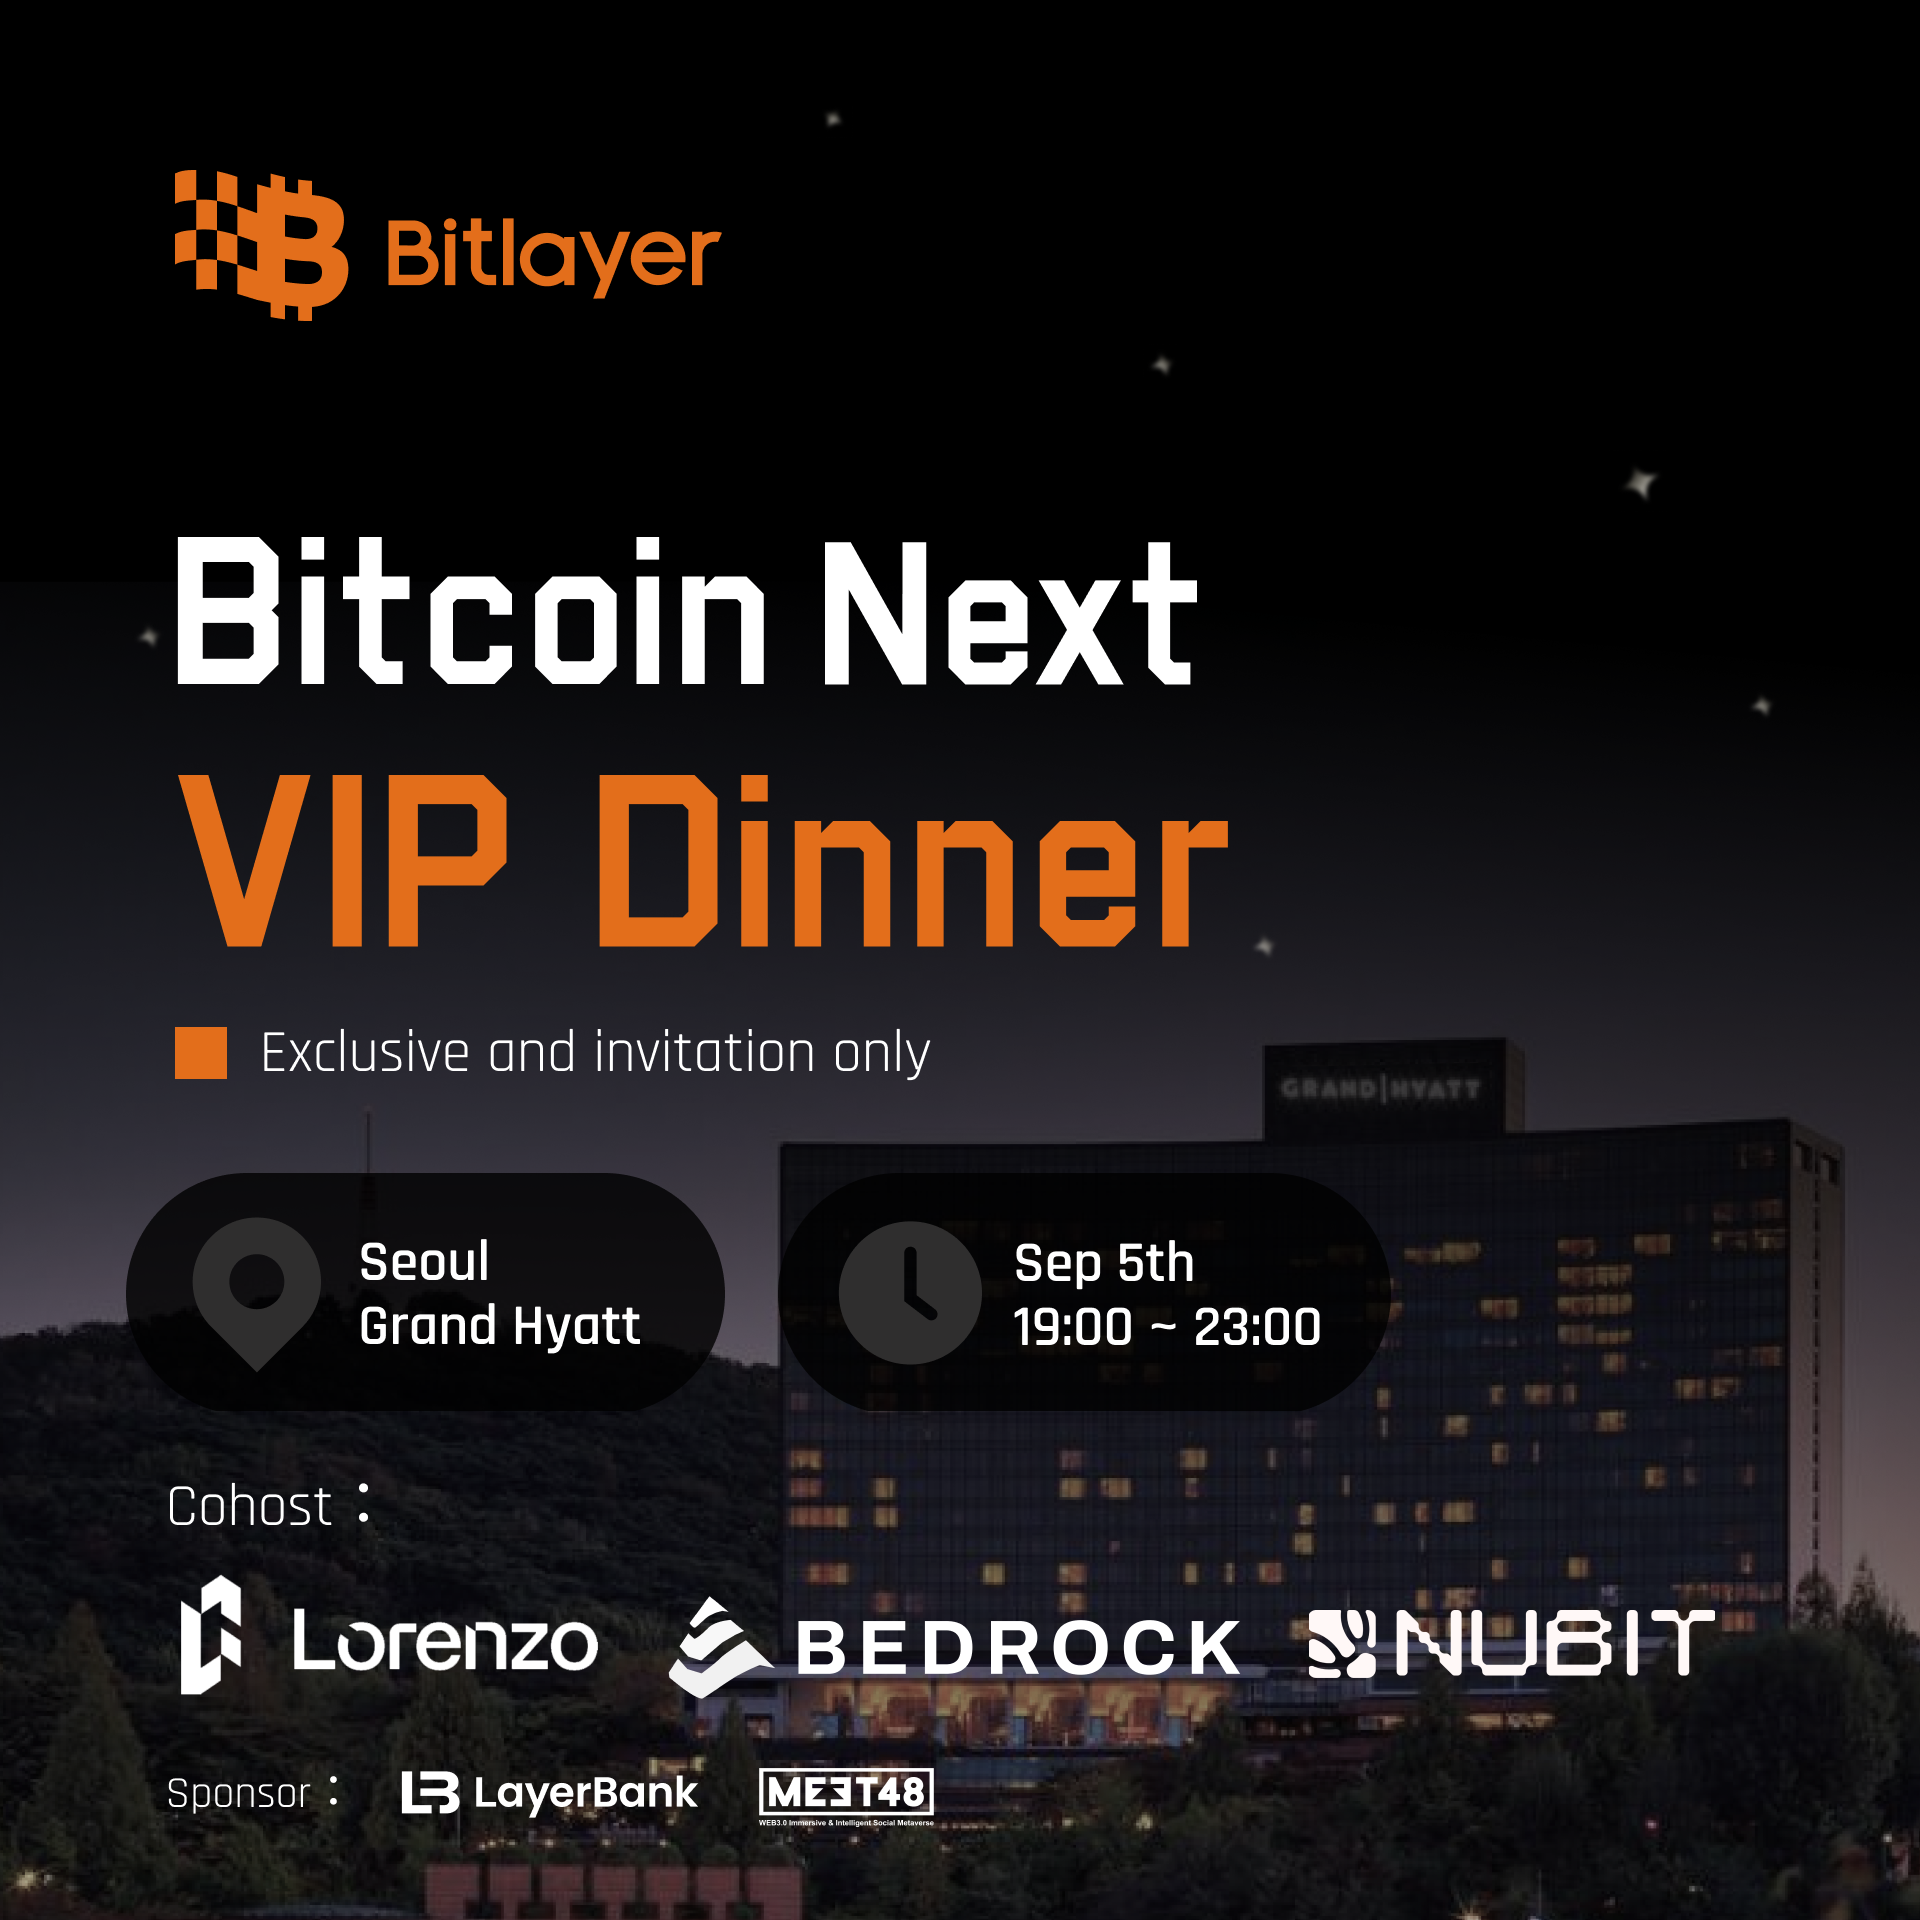 Bitlayer
Bitcoin Next
VIP Dinner
Exclusive and invitation only
GRAND|HYATT
Seoul
Grand Hyatt
Sep 5th
19:00 ~ 23:00
Cohost :
Lorenzo
BEDROCK
NUBIT
Sponsor :
LayerBank
MEET48
WEB3.0 Immersive & Intelligent Social Metaverse